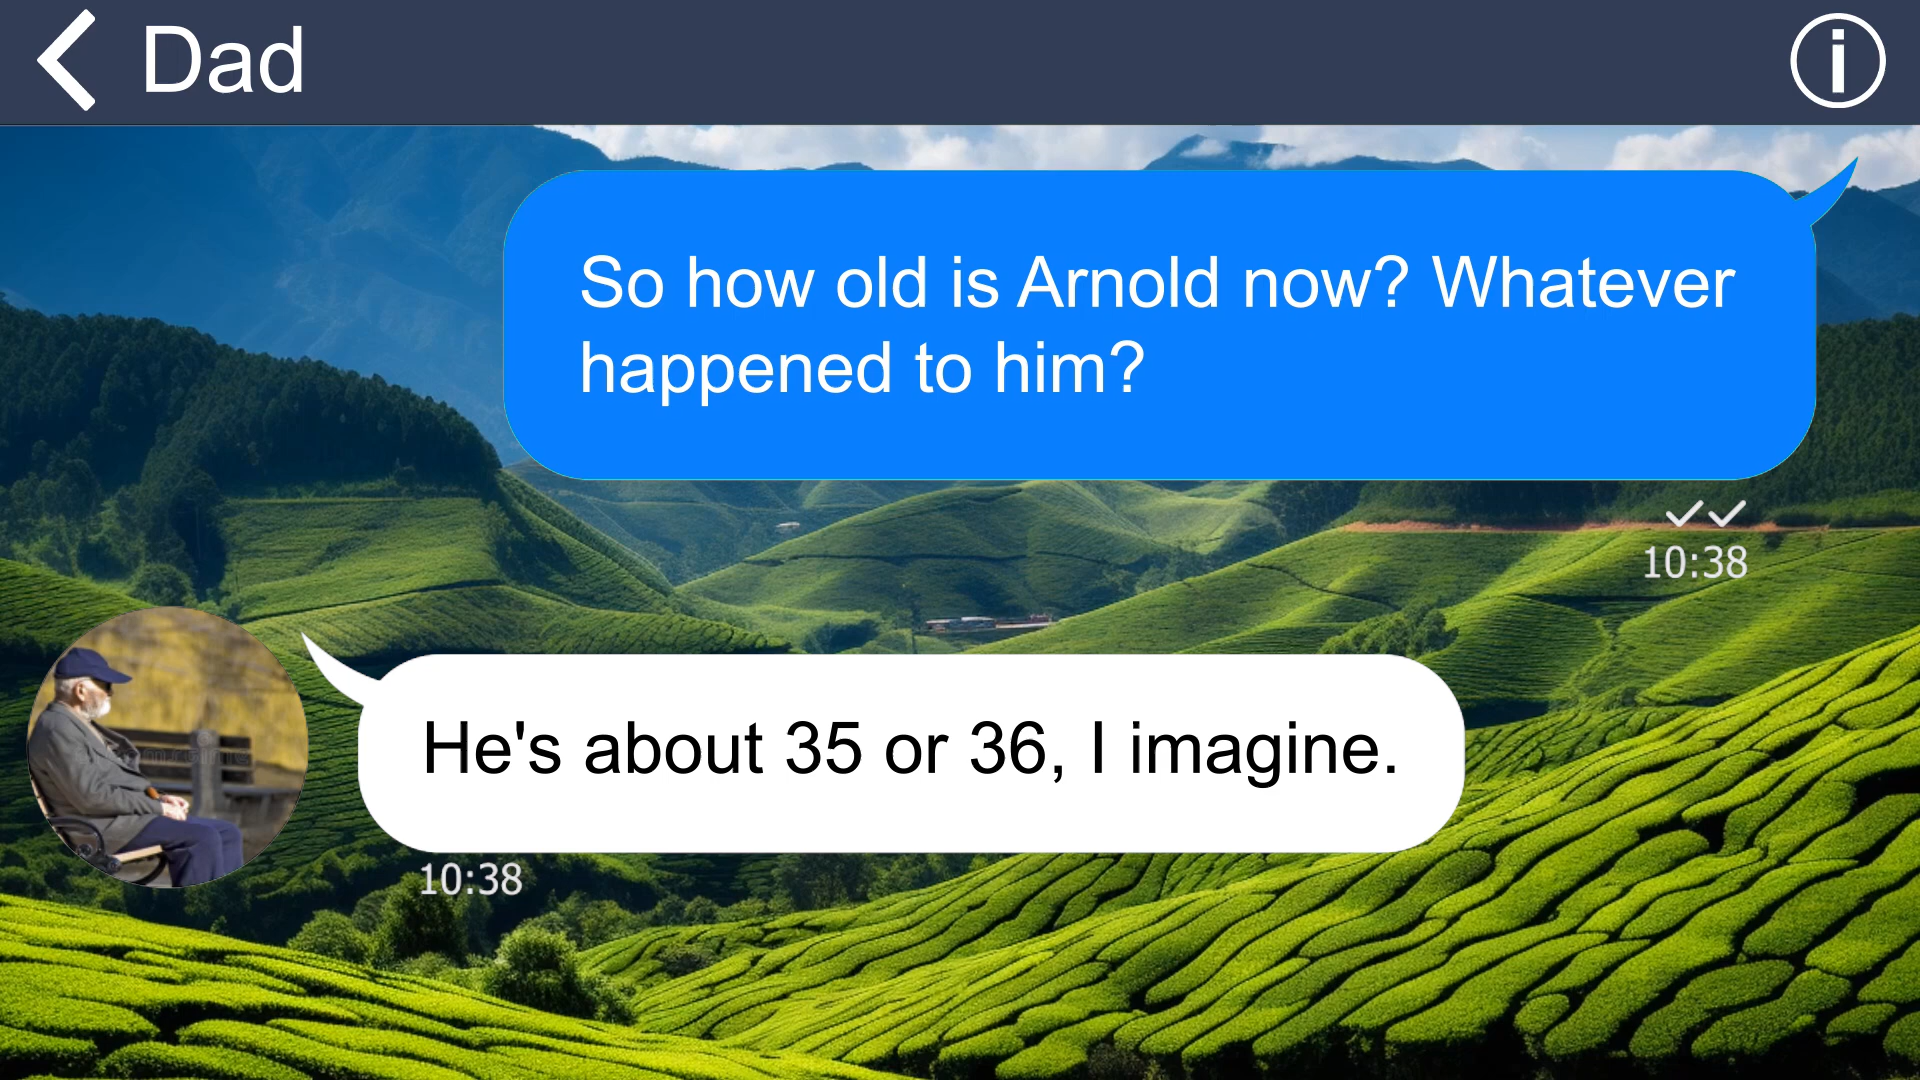 Dad
So how old is Arnold now? Whatever
happened to him?
10:38
He's about 35 or 36, I imagine.
10:38